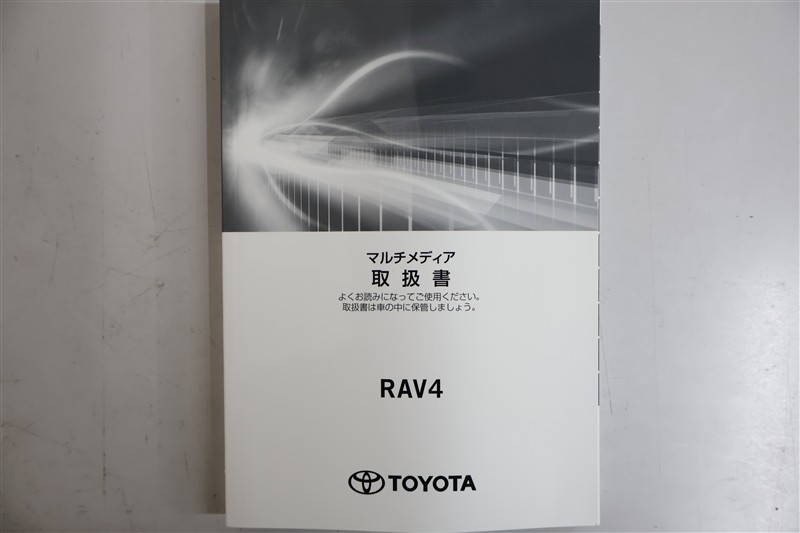 マルチメディア
取扱書
よくお読みになってご使用ください。
取扱書は車の中に保管しましょう。
RAV4
TOYOTA